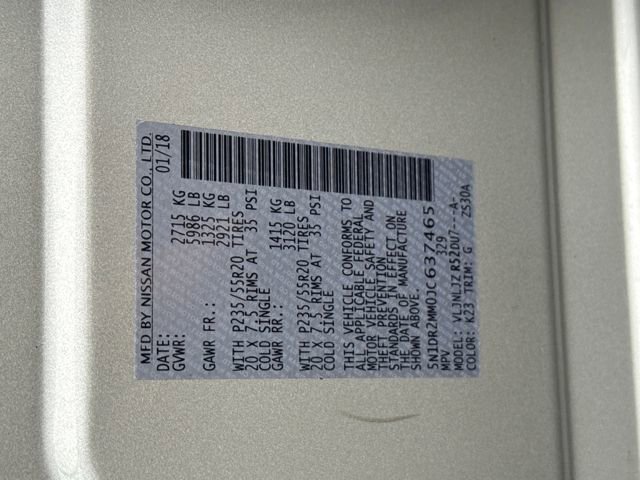 MFD BY NISSAN MOTOR CO., LTD.
DATE: 01/18
GVWR: 2715 KG
5986 LB
GAWR FR.: 1325 KG
2921 LB
WITH P235/55R20 TIRES
20 X 7.5 RIMS AT 35 PSI
COLD SINGLE
GAWR RR.: 1415 KG
3120 LB
WITH P235/55R20 TIRES
20 X 7.5 RIMS AT 35 PSI
COLD SINGLE
THIS VEHICLE CONFORMS TO
ALL APPLICABLE FEDERAL
MOTOR VEHICLE SAFETY AND
THEFT PREVENTION
STANDARDS IN EFFECT ON
THE DATE OF MANUFACTURE
SHOWN ABOVE.
5N1DR2MM0JC637465
MPV 329
MODEL: VLJNLJZ R52DU7---A-
COLOR: K23 TRIM: G ZS30A